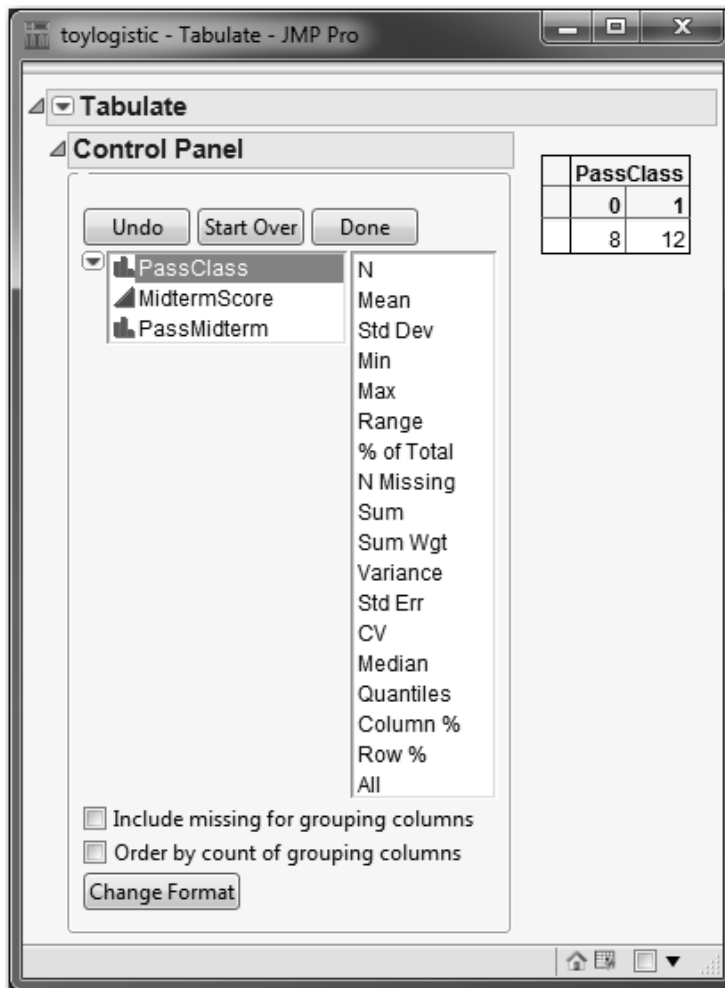 toylogistic - Tabulate - JMP Pro
Tabulate
Control Panel
Undo Start Over Done
PassClass
MidtermScore
PassMidterm
N
Mean
Std Dev
Min
Max
Range
% of Total
N Missing
Sum
Sum Wgt
Variance
Std Err
CV
Median
Quantiles
Column %
Row %
All
Include missing for grouping columns
Order by count of grouping columns
Change Format
PassClass
0 1
8 12